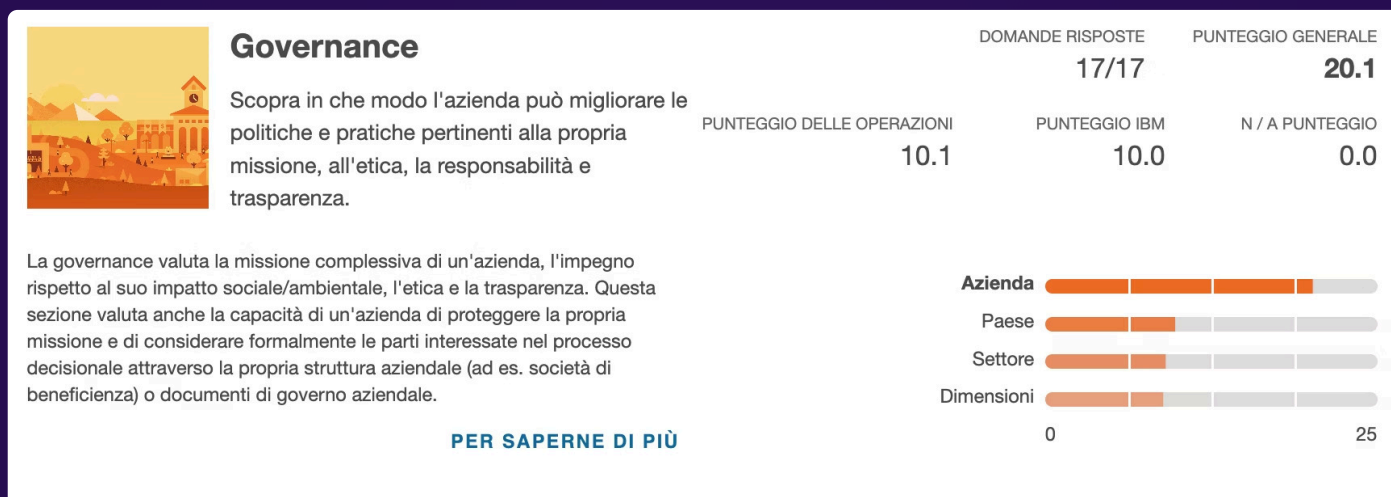 Governance
Scopra in che modo l'azienda può migliorare le
politiche e pratiche pertinenti alla propria
missione, all'etica, la responsabilità e
trasparenza.
DOMANDE RISPOSTE
17/17
PUNTEGGIO GENERALE
20.1
PUNTEGGIO DELLE OPERAZIONI
10.1
PUNTEGGIO IBM
10.0
N / A PUNTEGGIO
0.0
La governance valuta la missione complessiva di un'azienda, l'impegno
rispetto al suo impatto sociale/ambientale, l'etica e la trasparenza. Questa
sezione valuta anche la capacità di un'azienda di proteggere la propria
missione e di considerare formalmente le parti interessate nel processo
decisionale attraverso la propria struttura aziendale (ad es. società di
beneficienza) o documenti di governo aziendale.
PER SAPERNE DI PIÙ
Azienda
Paese
Settore
Dimensioni
0 25